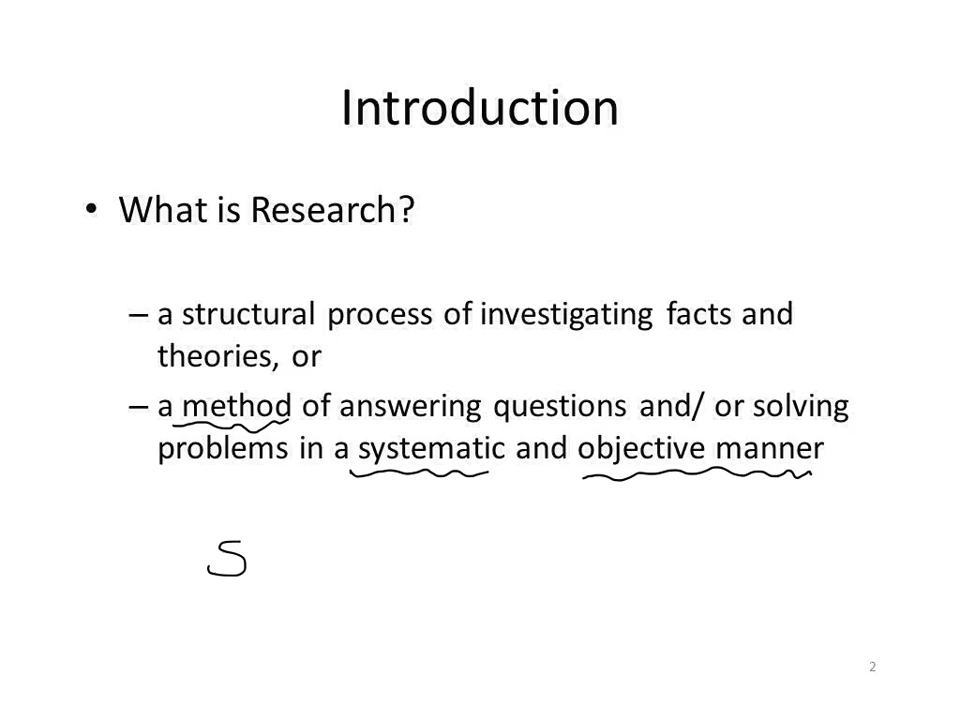 Introduction
• What is Research?
– a structural process of investigating facts and
theories, or
– a method of answering questions and/ or solving
problems in a systematic and objective manner
S
2